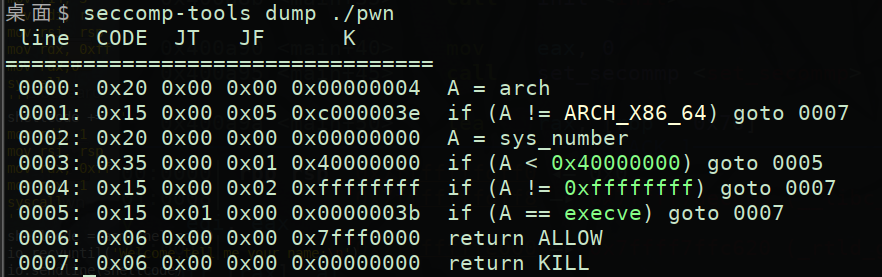 桌面$ seccomp-tools dump ./pwn
 line  CODE  JT   JF      K
=================================
 0000: 0x20 0x00 0x00 0x00000004  A = arch
 0001: 0x15 0x00 0x05 0xc000003e  if (A != ARCH_X86_64) goto 0007
 0002: 0x20 0x00 0x00 0x00000000  A = sys_number
 0003: 0x35 0x00 0x01 0x40000000  if (A < 0x40000000) goto 0005
 0004: 0x15 0x00 0x02 0xffffffff  if (A != 0xffffffff) goto 0007
 0005: 0x15 0x01 0x00 0x0000003b  if (A == execve) goto 0007
 0006: 0x06 0x00 0x00 0x7fff0000  return ALLOW
 0007: 0x06 0x00 0x00 0x00000000  return KILL